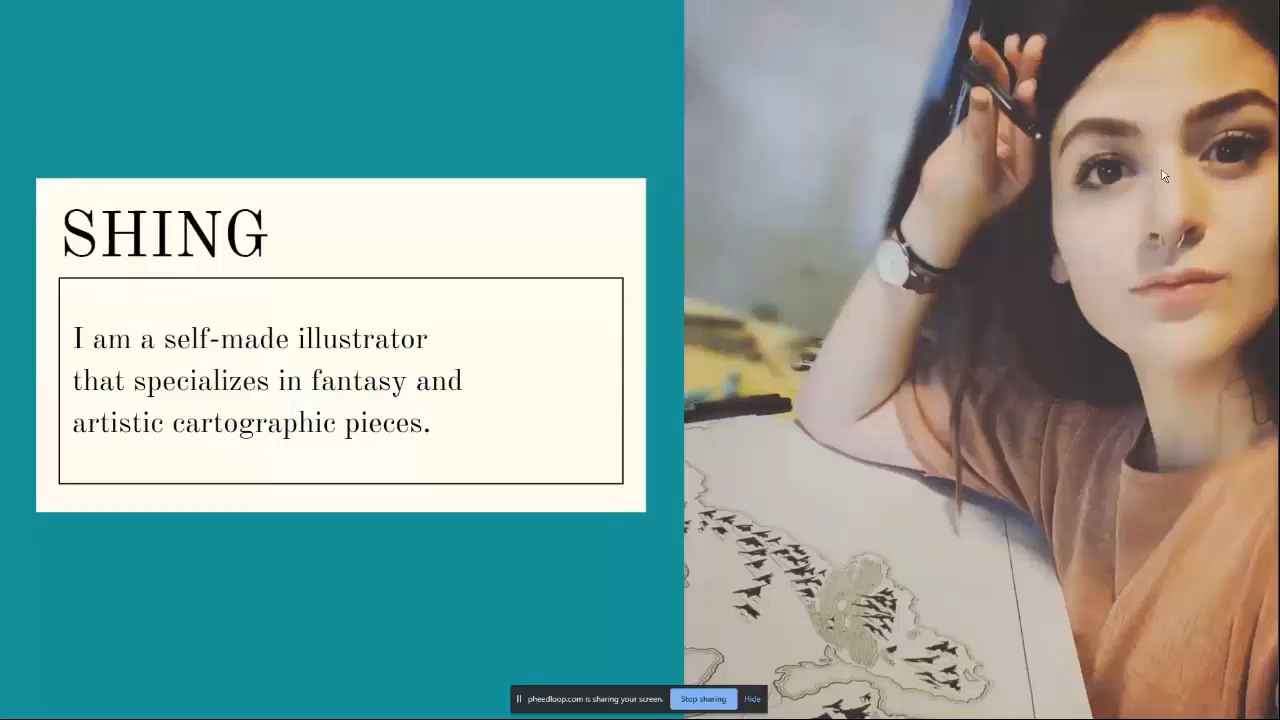 SHING
I am a self-made illustrator
that specializes in fantasy and
artistic cartographic pieces.
pheedloop.com is sharing your screen.
Stop sharing
Hide